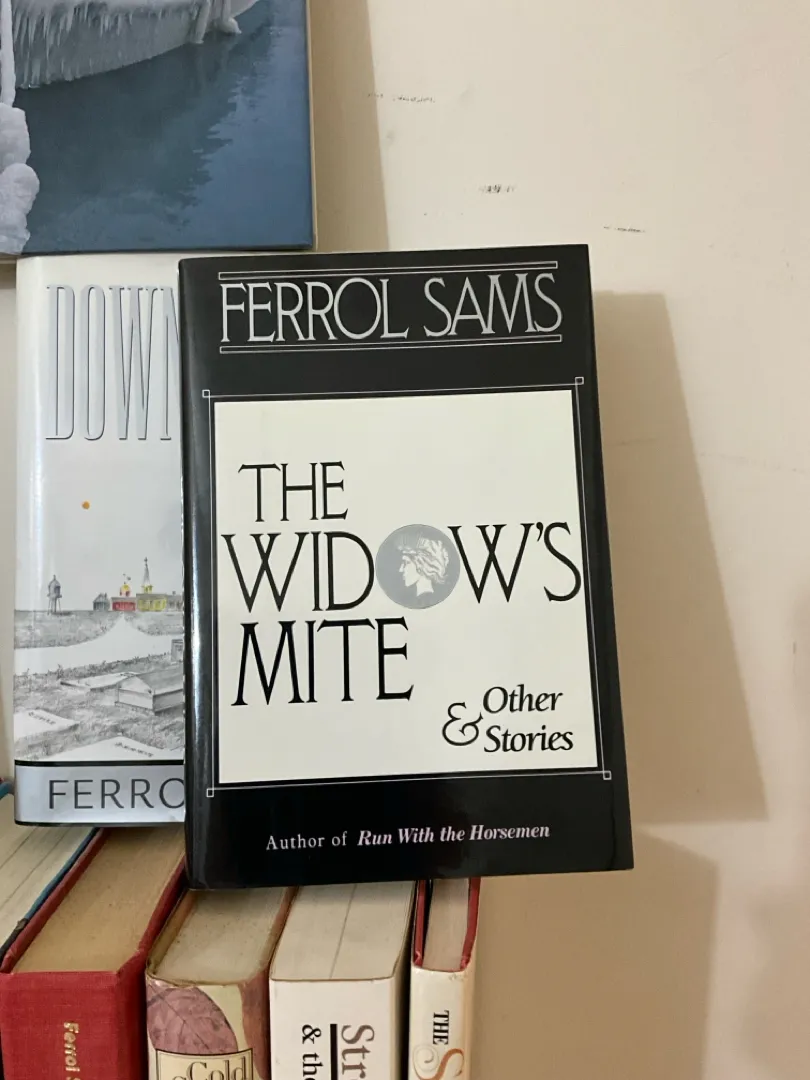 DOWN
FERRO
FERROL SAMS
THE
WIDOW'S
MITE
& Other
Stories
Author of Run With the Horsemen
Ferrol S
Cold
Str
& the
THE S